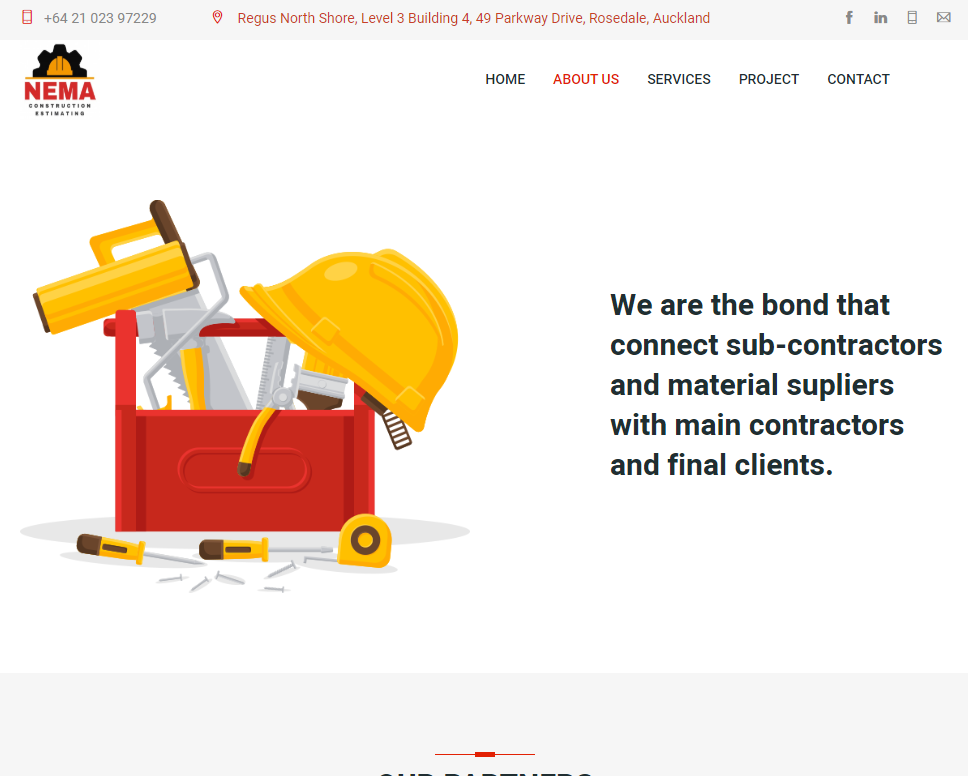 +64 21 023 97229
Regus North Shore, Level 3 Building 4, 49 Parkway Drive, Rosedale, Auckland
NEMA
CONSTRUCTION
ESTIMATING
HOME ABOUT US SERVICES PROJECT CONTACT
We are the bond that
connect sub-contractors
and material supliers
with main contractors
and final clients.
OUR PARTNERS